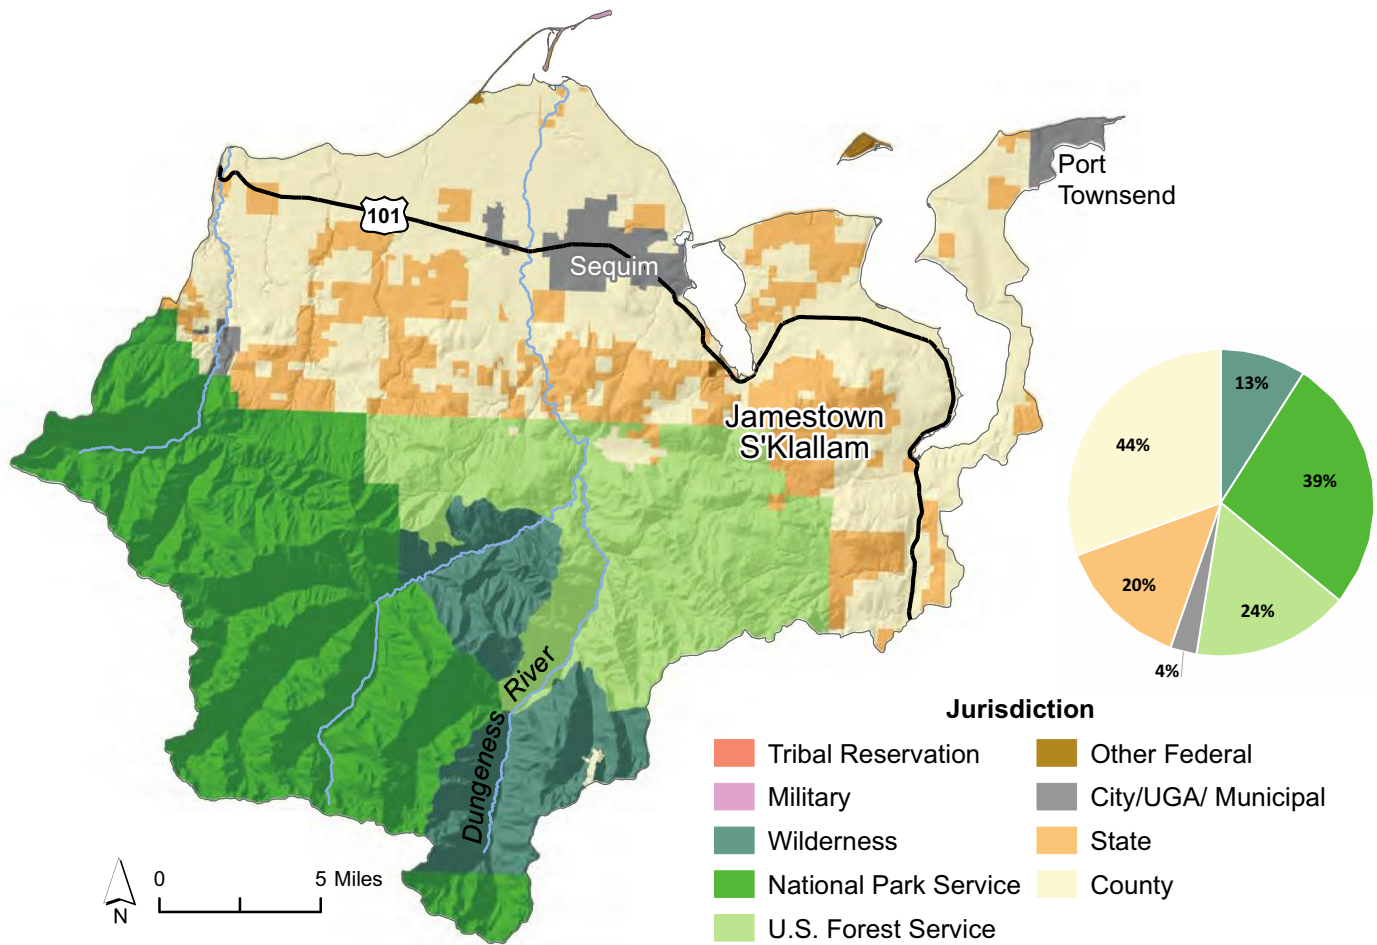 Port
Townsend
101
Sequim
Jamestown
S'Klallam
13%
44%
39%
20%
24%
4%
Dungeness River
Jurisdiction
Tribal Reservation
Military
Wilderness
National Park Service
U.S. Forest Service
Other Federal
City/UGA/ Municipal
State
County
N
0 5 Miles